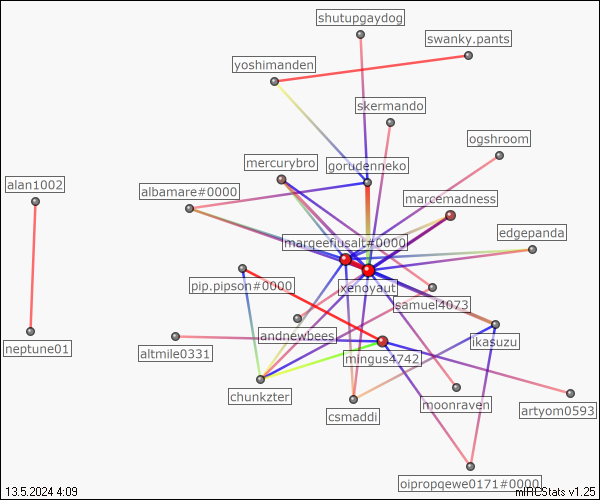 shutupgaydog
swanky.pants
yoshimanden
skermando
ogshroom
mercurybro
gorudenneko
alan1002
albamare#0000
marcemadness
edgepanda
marqeefiusalt#0000
pip.pipson#0000
xenoyaut
samuel4073
andnewbees
ikasuzu
neptune01
altmile0331
mingus4742
chunkzter
moonraven
artyom0593
csmaddi
oipropqewe0171#0000
13.5.2024 4:09
mIRCStats v1.25